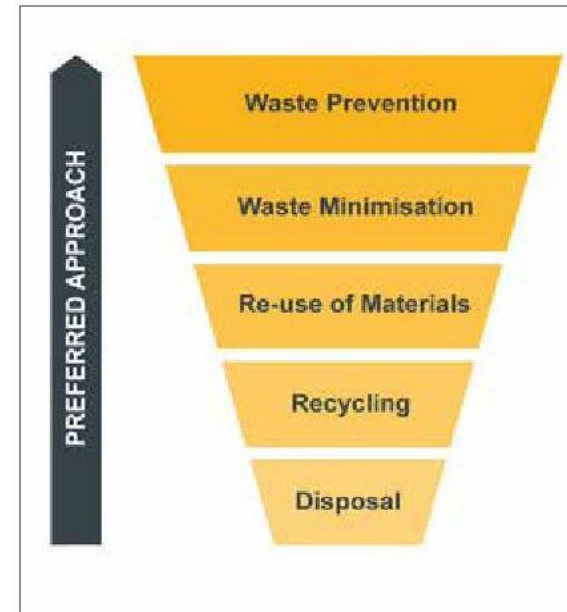 PREFERRED APPROACH
Waste Prevention
Waste Minimisation
Re-use of Materials
Recycling
Disposal